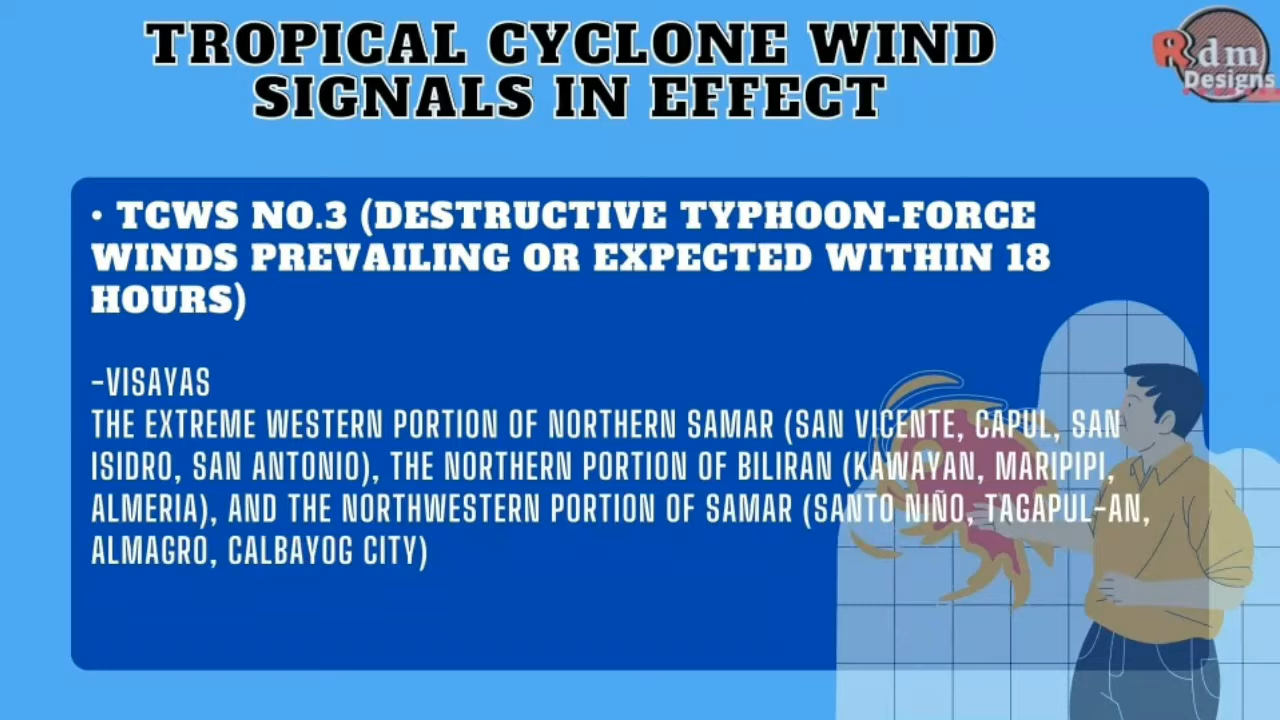 TROPICAL CYCLONE WIND
SIGNALS IN EFFECT
Rdm
Designs
• TCWS NO.3 (DESTRUCTIVE TYPHOON-FORCE
WINDS PREVAILING OR EXPECTED WITHIN 18
HOURS)
-VISAYAS
THE EXTREME WESTERN PORTION OF NORTHERN SAMAR (SAN VICENTE, CAPUL, SAN
ISIDRO, SAN ANTONIO), THE NORTHERN PORTION OF BILIRAN (KAWAYAN, MARIPIPI,
ALMERIA), AND THE NORTHWESTERN PORTION OF SAMAR (SANTO NIÑO, TAGAPUL-AN,
ALMAGRO, CALBAYOG CITY)